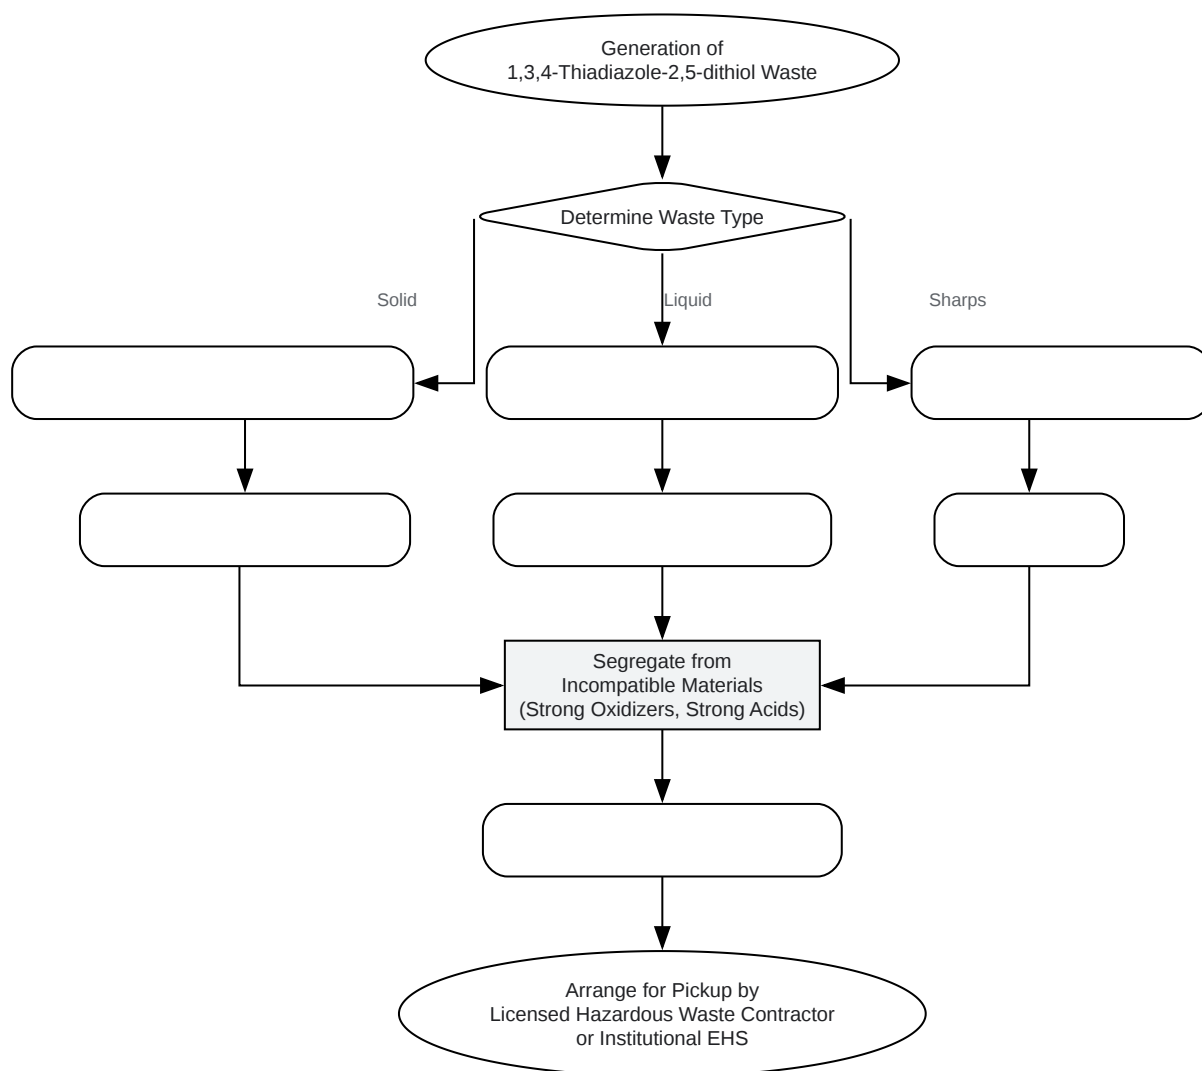 Generation of
1,3,4-Thiadiazole-2,5-dithiol Waste
Determine Waste Type
Solid
Liquid
Sharps
Segregate from
Incompatible Materials
(Strong Oxidizers, Strong Acids)
Arrange for Pickup by
Licensed Hazardous Waste Contractor
or Institutional EHS